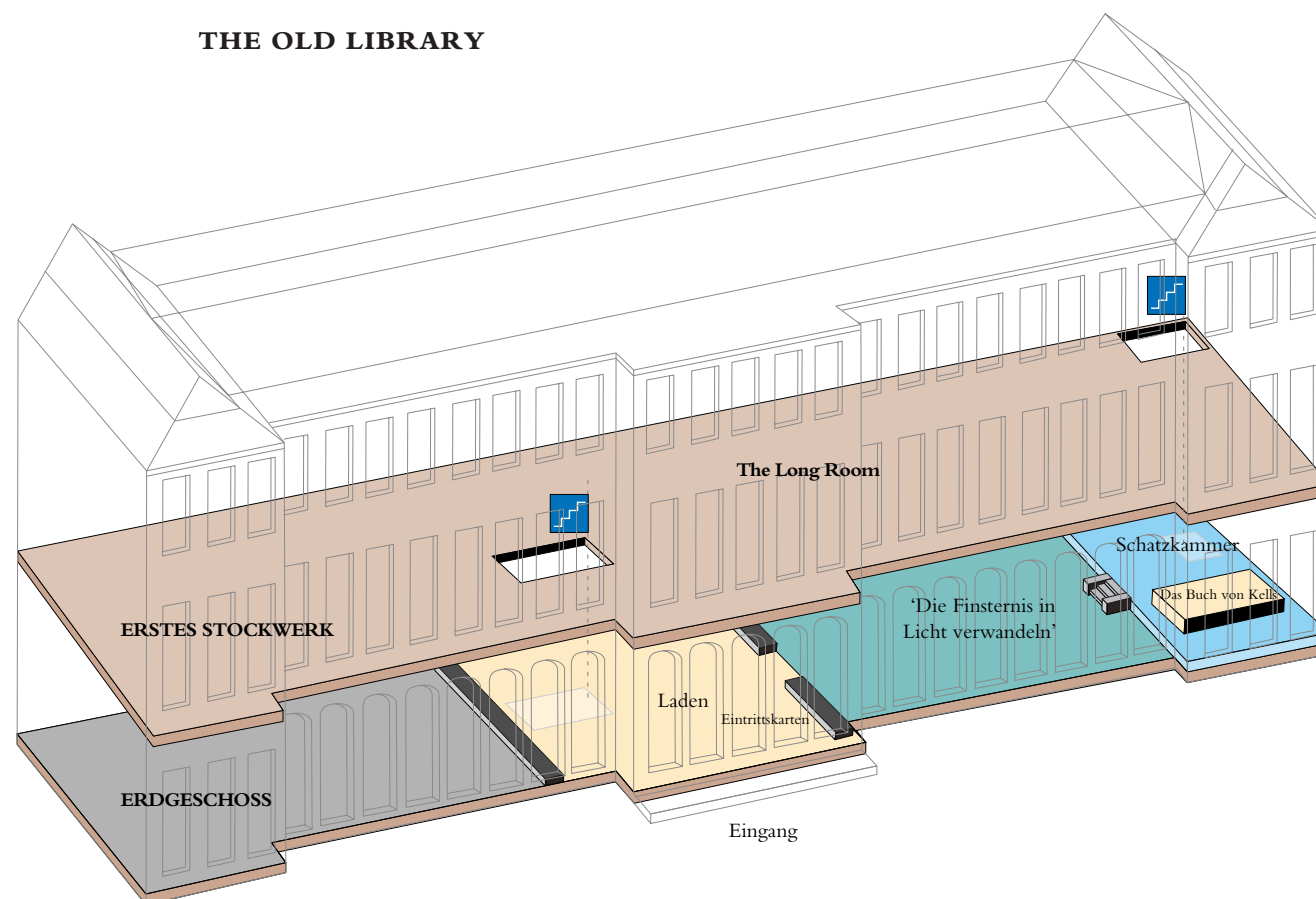 THE OLD LIBRARY
The Long Room
Schatzkammer
Das Buch von Kells
‘Die Finsternis in
Licht verwandeln’
ERSTES STOCKWERK
Laden
Eintrittskarten
ERDGESCHOSS
Eingang